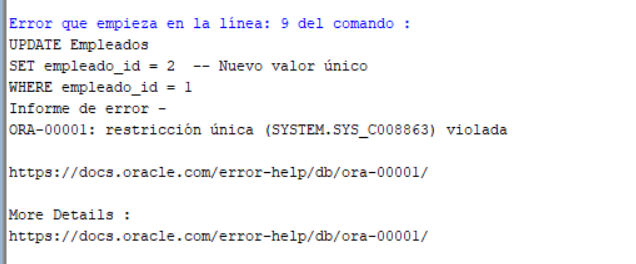 Error que empieza en la línea: 9 del comando :
UPDATE Empleados
SET empleado_id = 2  -- Nuevo valor único
WHERE empleado_id = 1
Informe de error -
ORA-00001: restricción única (SYSTEM.SYS_C008863) violada
https://docs.oracle.com/error-help/db/ora-00001/
More Details :
https://docs.oracle.com/error-help/db/ora-00001/